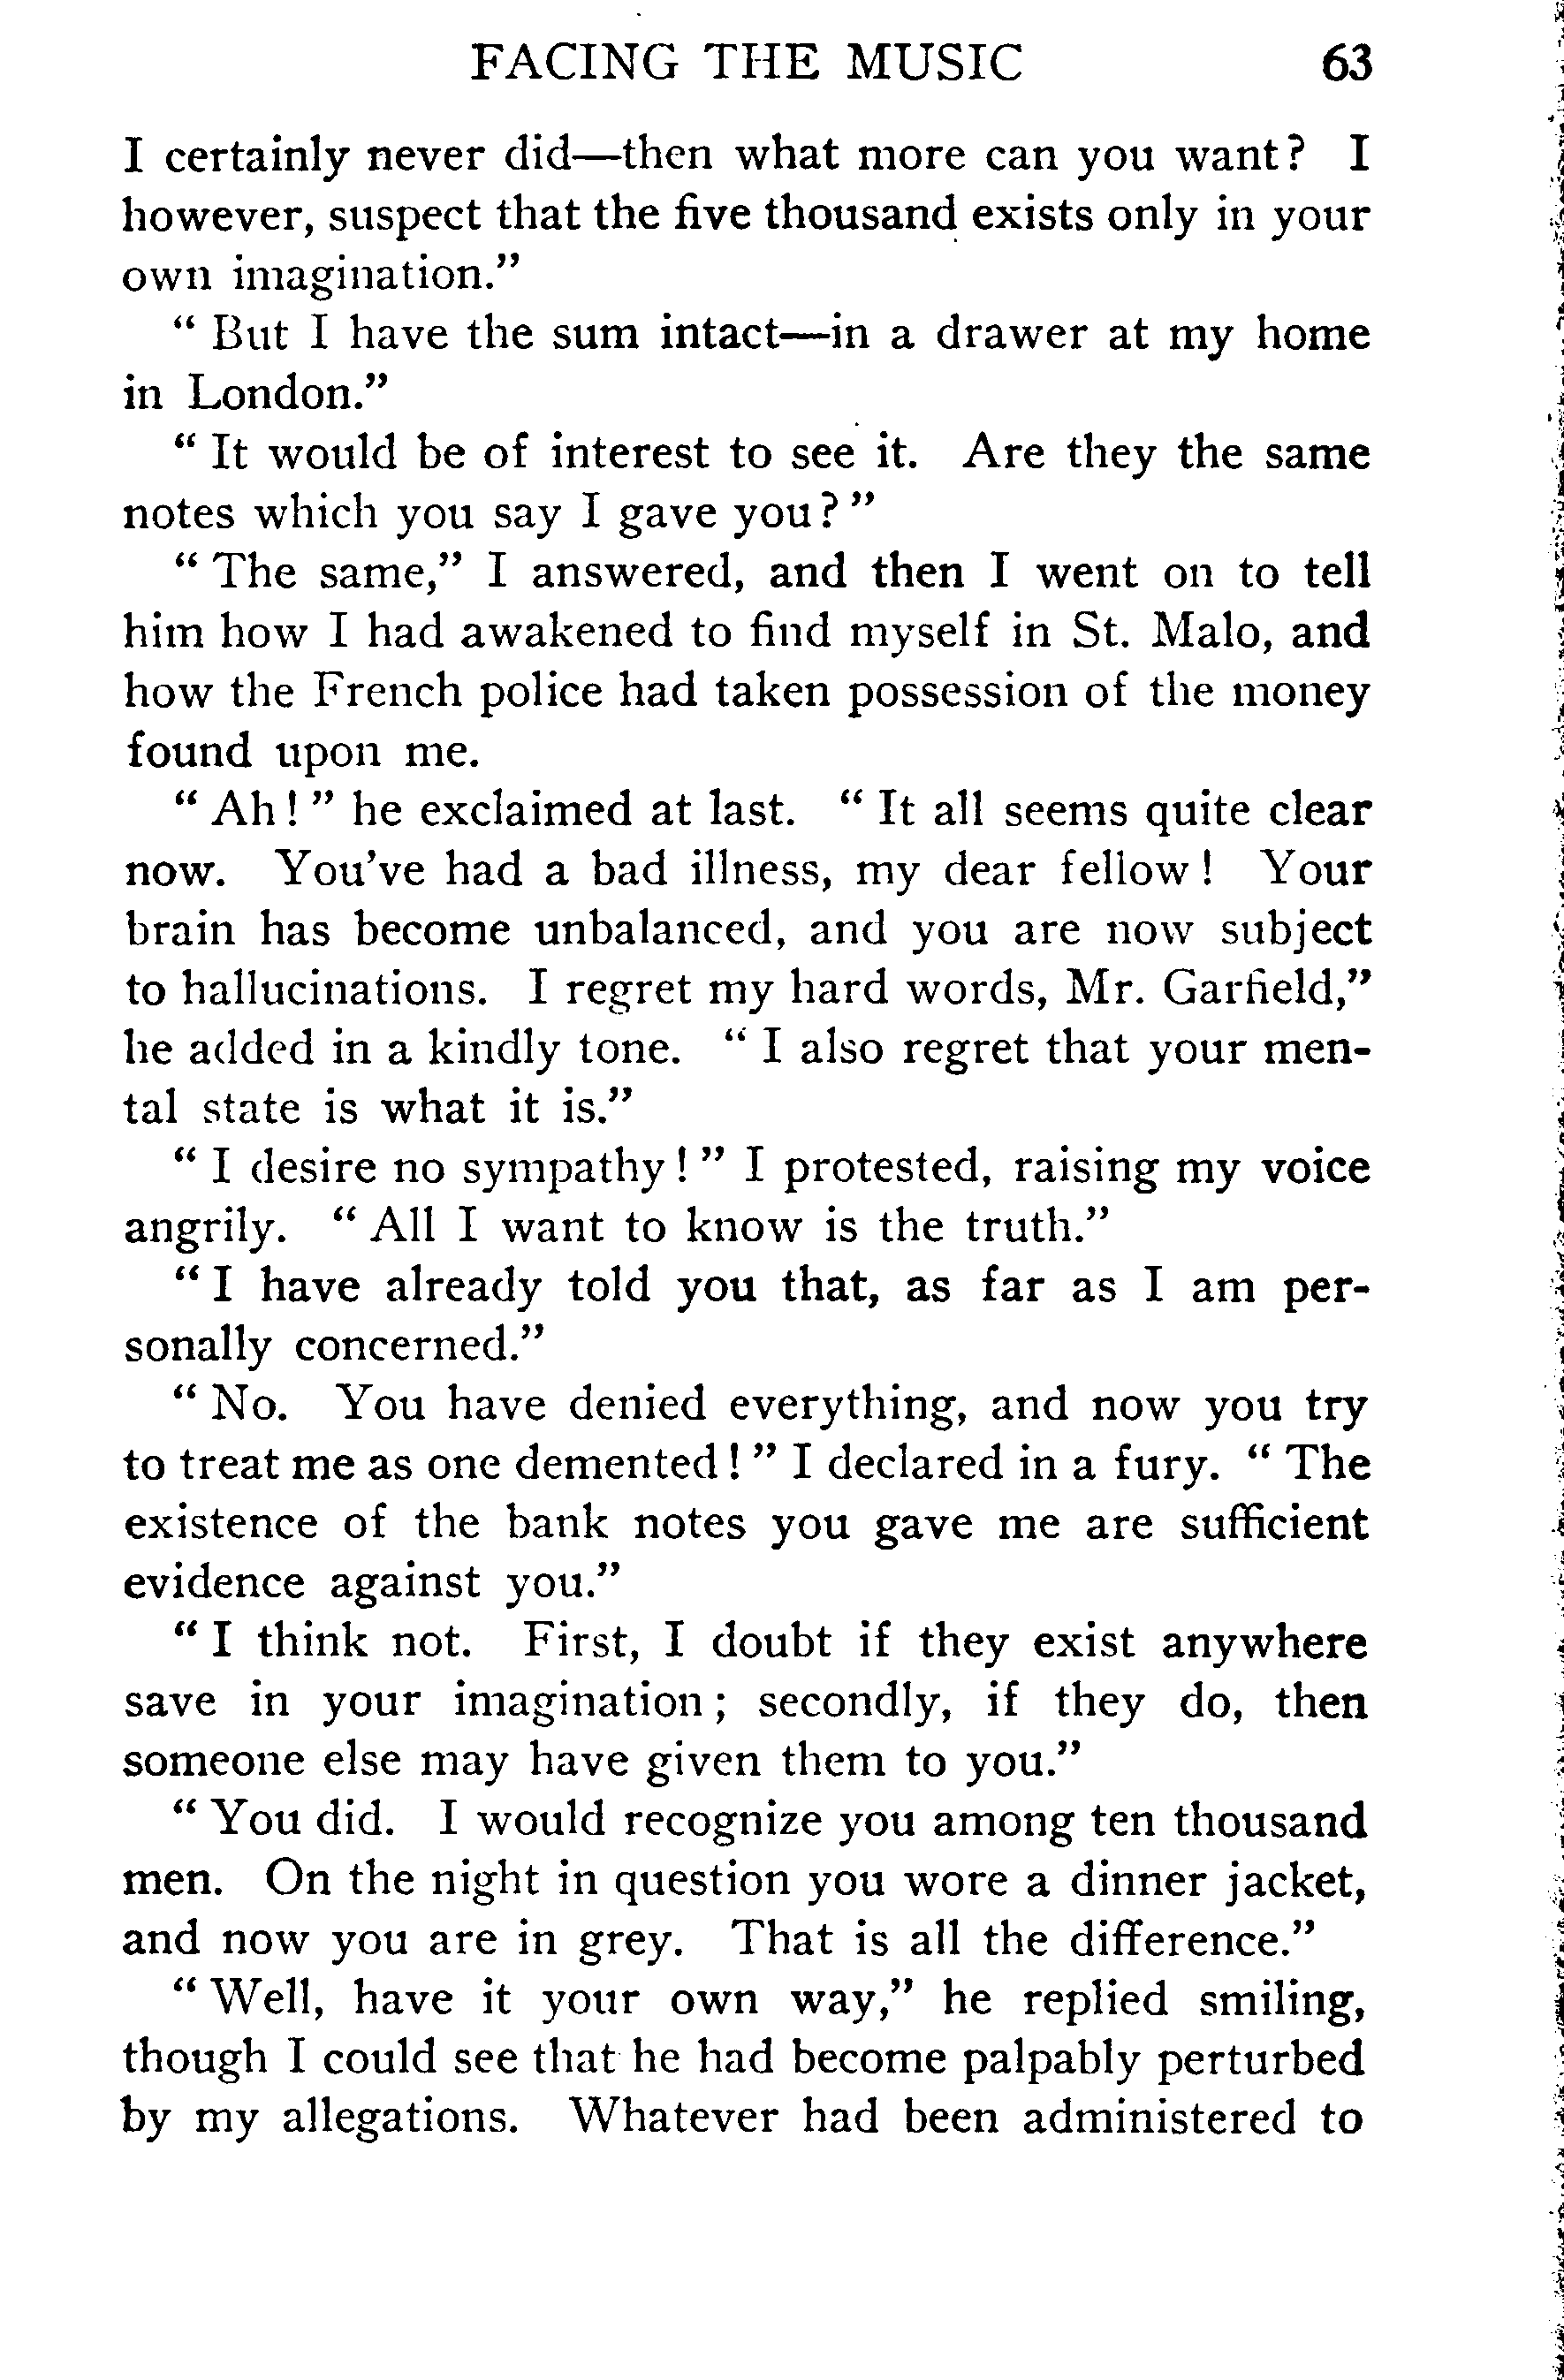 FACING THE MUSIC 63
I certainly never did—then what more can you want? I
however, suspect that the five thousand exists only in your
own imagination."
" But I have the sum intact—in a drawer at my home
in London."
" It would be of interest to see it. Are they the same
notes which you say I gave you? "
" The same," I answered, and then I went on to tell
him how I had awakened to find myself in St. Malo, and
how the French police had taken possession of the money
found upon me.
" Ah! " he exclaimed at last. " It all seems quite clear
now. You've had a bad illness, my dear fellow! Your
brain has become unbalanced, and you are now subject
to hallucinations. I regret my hard words, Mr. Garfield,"
he added in a kindly tone. " I also regret that your men-
tal state is what it is."
" I desire no sympathy! " I protested, raising my voice
angrily. " All I want to know is the truth."
" I have already told you that, as far as I am per-
sonally concerned."
" No. You have denied everything, and now you try
to treat me as one demented! " I declared in a fury. " The
existence of the bank notes you gave me are sufficient
evidence against you."
" I think not. First, I doubt if they exist anywhere
save in your imagination; secondly, if they do, then
someone else may have given them to you."
" You did. I would recognize you among ten thousand
men. On the night in question you wore a dinner jacket,
and now you are in grey. That is all the difference."
" Well, have it your own way," he replied smiling,
though I could see that he had become palpably perturbed
by my allegations. Whatever had been administered to